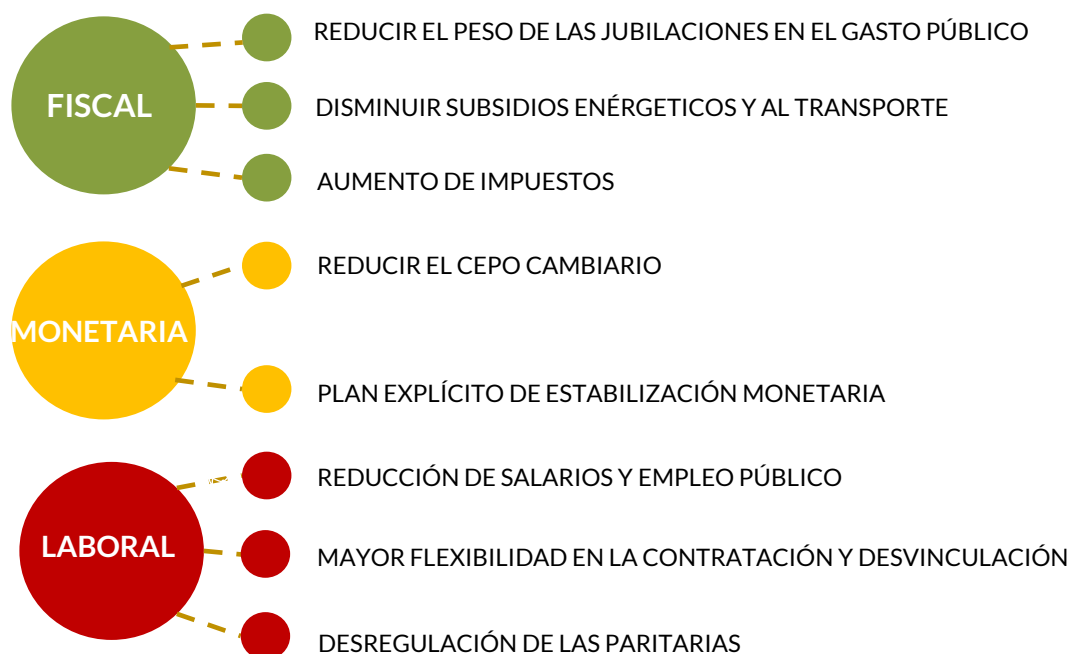 FISCAL
REDUCIR EL PESO DE LAS JUBILACIONES EN EL GASTO PÚBLICO
DISMINUIR SUBSIDIOS ENÉRGETICOS Y AL TRANSPORTE
AUMENTO DE IMPUESTOS
MONETARIA
REDUCIR EL CEPO CAMBIARIO
PLAN EXPLÍCITO DE ESTABILIZACIÓN MONETARIA
LABORAL
REDUCCIÓN DE SALARIOS Y EMPLEO PÚBLICO
MAYOR FLEXIBILIDAD EN LA CONTRATACIÓN Y DESVINCULACIÓN
DESREGULACIÓN DE LAS PARITARIAS